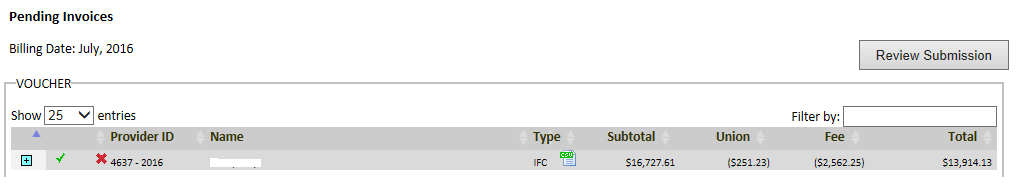 Pending Invoices
Billing Date: July, 2016
Review Submission
VOUCHER
Show 25 entries
Filter by:
Provider ID Name Type Subtotal Union Fee Total
4637 - 2016 IFC $16,727.61 ($251.23) ($2,562.25) $13,914.13